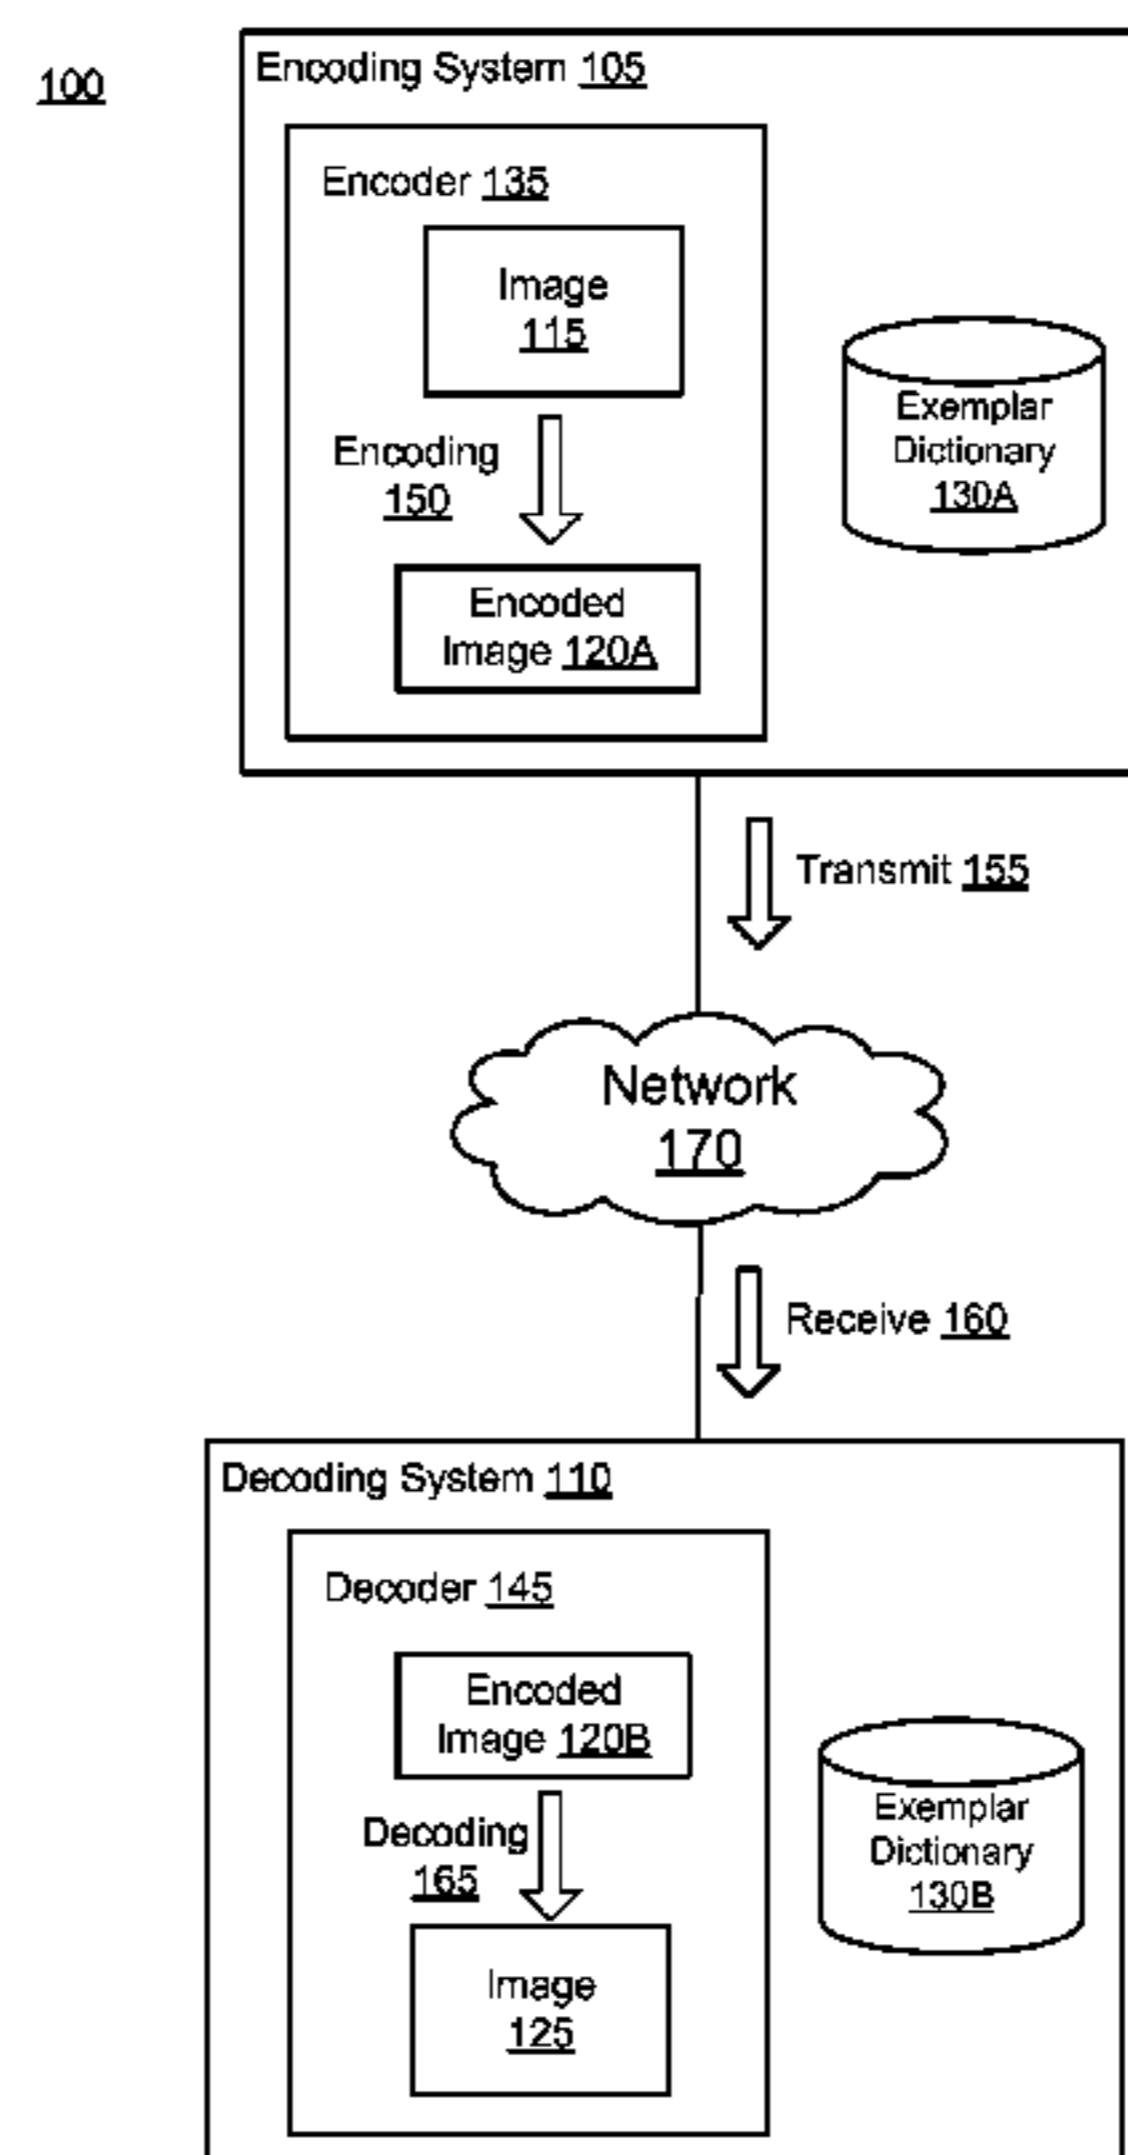 100
Encoding System 105
Encoder 135
Image
115
Encoding
150
Encoded
Image 120A
Exemplar
Dictionary
130A
Transmit 155
Network
170
Receive 160
Decoding System 110
Decoder 145
Encoded
Image 120B
Decoding
165
Image
125
Exemplar
Dictionary
130B